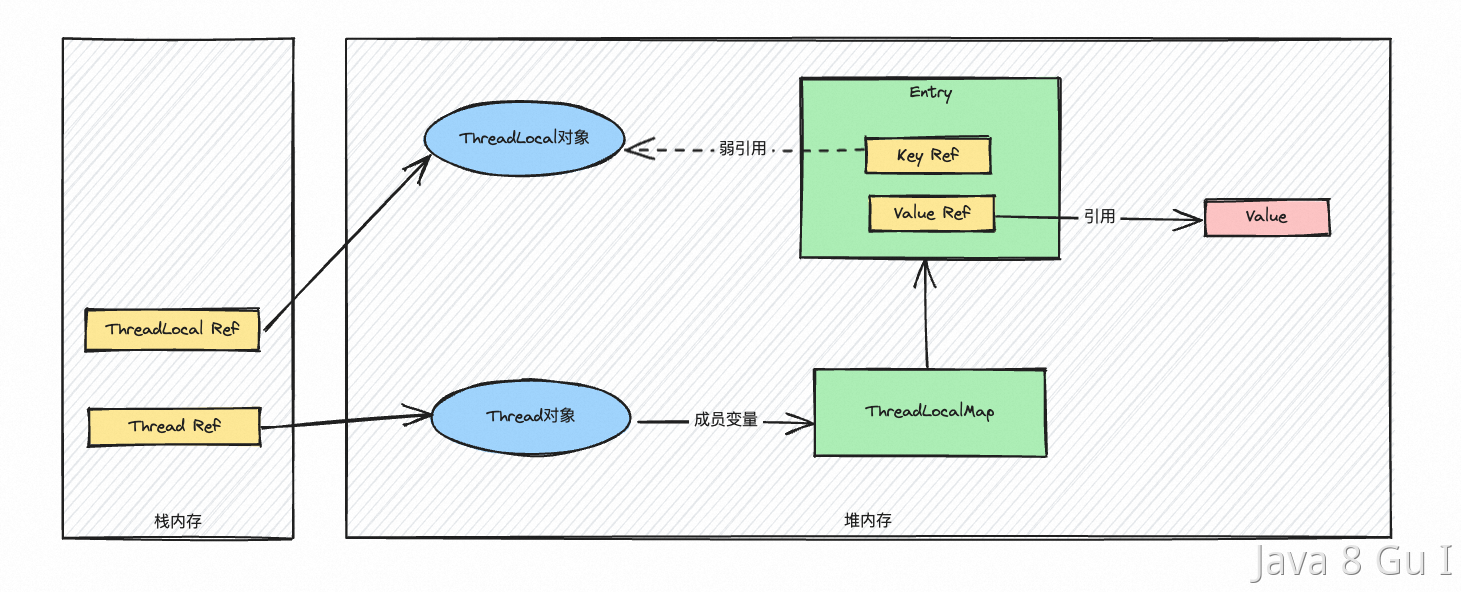 Entry
ThreadLocal对象
弱引用
Key Ref
Value Ref
引用
Value
ThreadLocal Ref
Thread Ref
Thread对象
成员变量
ThreadLocalMap
栈内存
堆内存
Java 8 Gu I